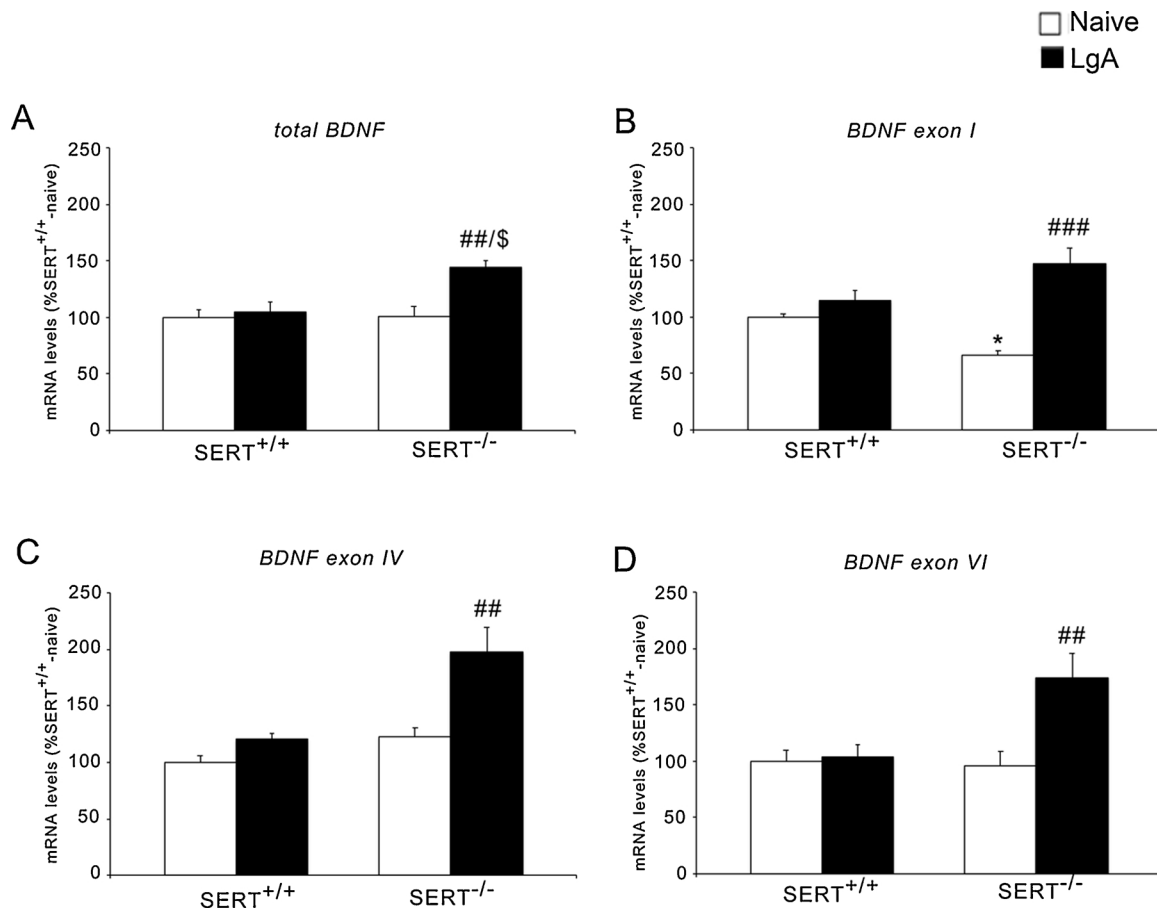 Naive
LgA
A
total BDNF
mRNA levels (%SERT+/+-naive)
250
200
150
100
50
0
##/$
SERT+/+
SERT-/-
B
BDNF exon I
mRNA levels (%SERT+/+-naive)
250
200
150
100
50
0
*
###
SERT+/+
SERT-/-
C
BDNF exon IV
mRNA levels (%SERT+/+-naive)
250
200
150
100
50
0
##
SERT+/+
SERT-/-
D
BDNF exon VI
mRNA levels (%SERT+/+-naive)
250
200
150
100
50
0
##
SERT+/+
SERT-/-